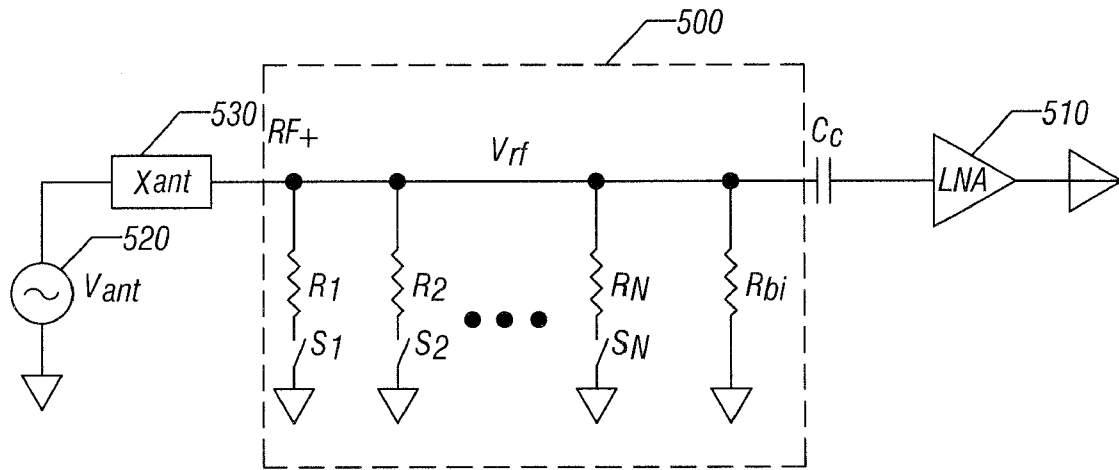 500
530
RF+
Vrf
Cc
510
Xant
LNA
520
Vant
R1
R2
RN
Rbi
S1
S2
SN